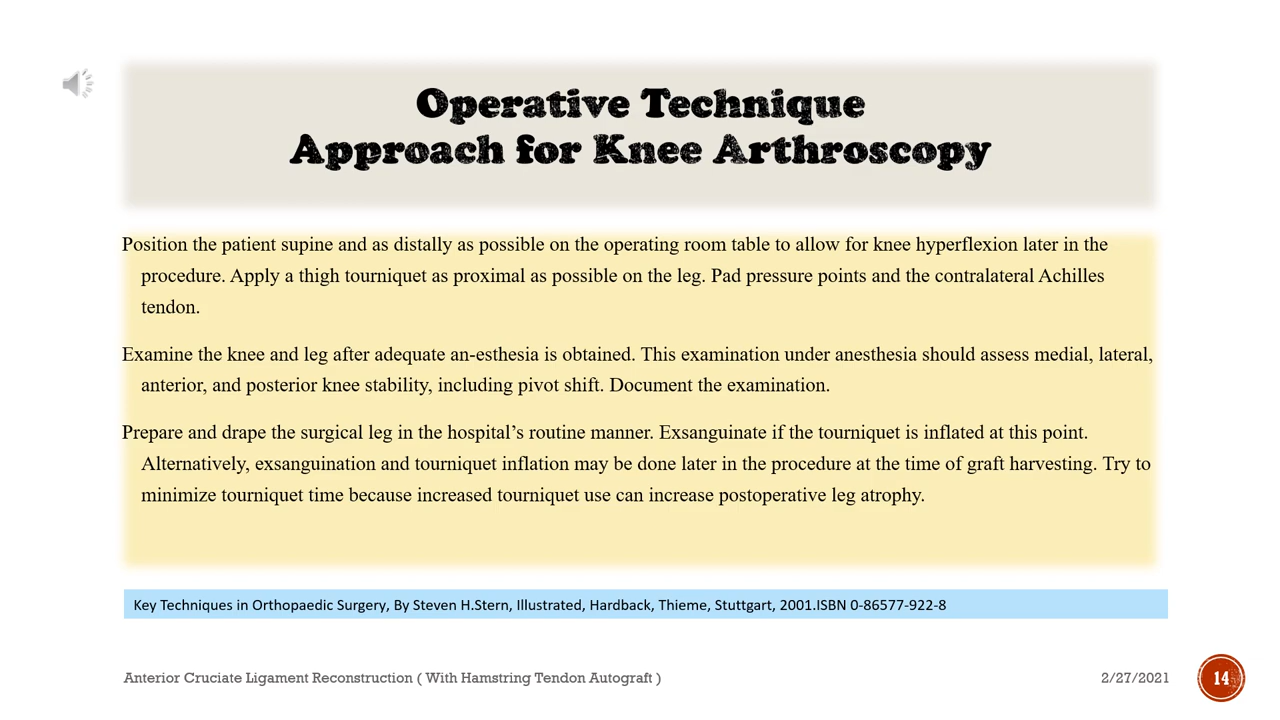 Operative Technique
Approach for Knee Arthroscopy
Position the patient supine and as distally as possible on the operating room table to allow for knee hyperflexion later in the
procedure. Apply a thigh tourniquet as proximal as possible on the leg. Pad pressure points and the contralateral Achilles
tendon.
Examine the knee and leg after adequate an-esthesia is obtained. This examination under anesthesia should assess medial, lateral,
anterior, and posterior knee stability, including pivot shift. Document the examination.
Prepare and drape the surgical leg in the hospital’s routine manner. Exsanguinate if the tourniquet is inflated at this point.
Alternatively, exsanguination and tourniquet inflation may be done later in the procedure at the time of graft harvesting. Try to
minimize tourniquet time because increased tourniquet use can increase postoperative leg atrophy.
Key Techniques in Orthopaedic Surgery, By Steven H.Stern, Illustrated, Hardback, Thieme, Stuttgart, 2001.ISBN 0-86577-922-8
Anterior Cruciate Ligament Reconstruction ( With Hamstring Tendon Autograft )
2/27/2021
14